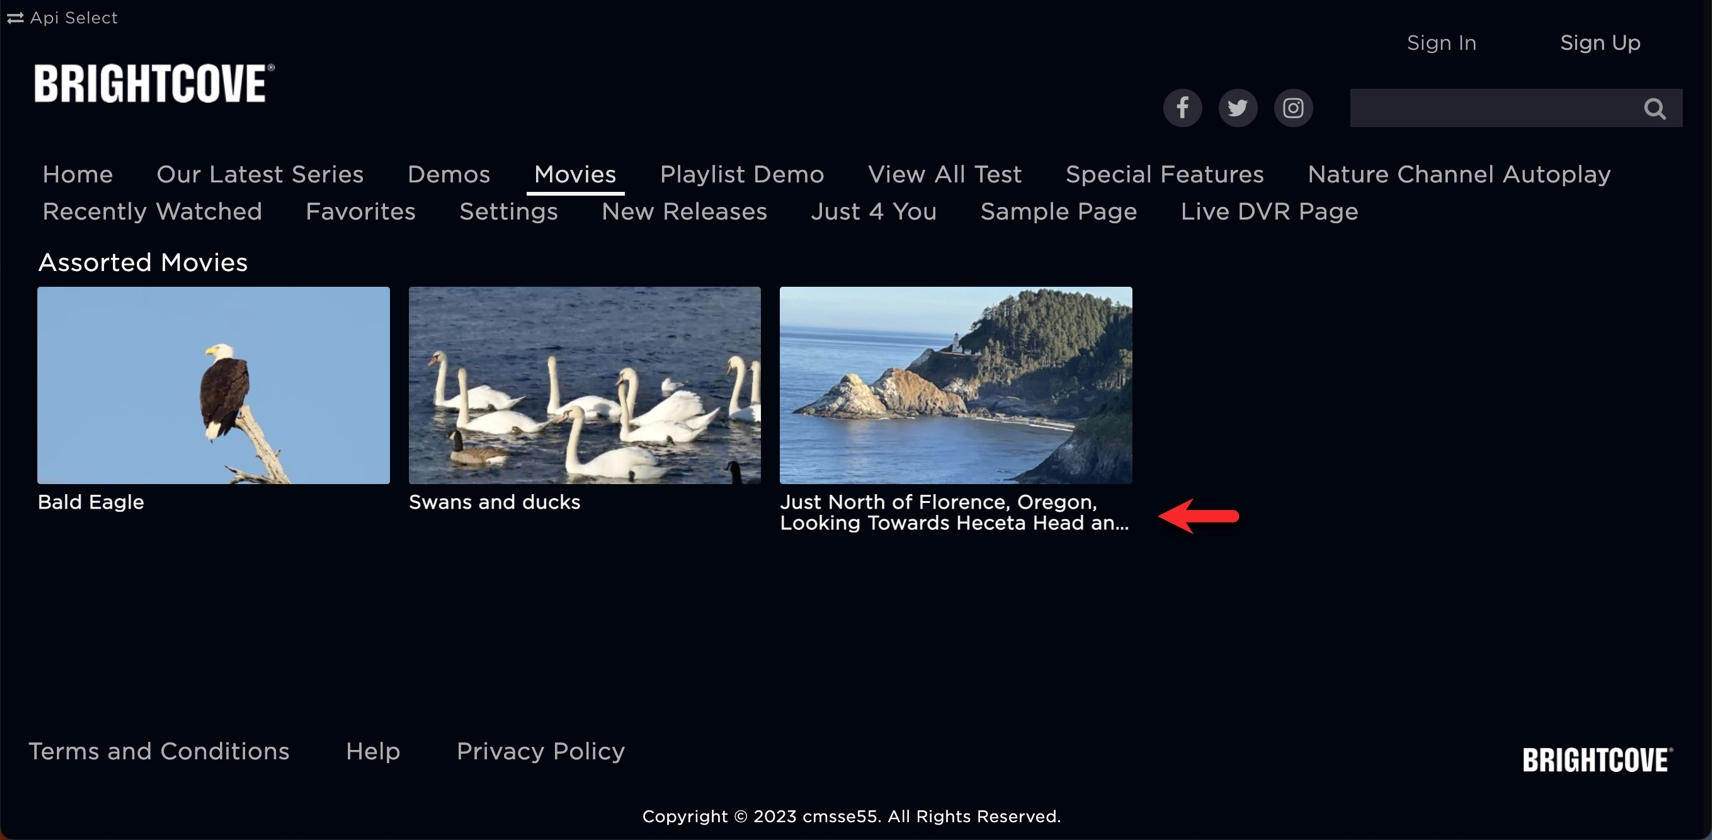 Api Select
Sign In Sign Up
BRIGHTCOVE®
Home Our Latest Series Demos Movies Playlist Demo View All Test Special Features Nature Channel Autoplay
Recently Watched Favorites Settings New Releases Just 4 You Sample Page Live DVR Page
Assorted Movies
Bald Eagle
Swans and ducks
Just North of Florence, Oregon,
Looking Towards Heceta Head an...
Terms and Conditions Help Privacy Policy
BRIGHTCOVE®
Copyright © 2023 cmsse55. All Rights Reserved.